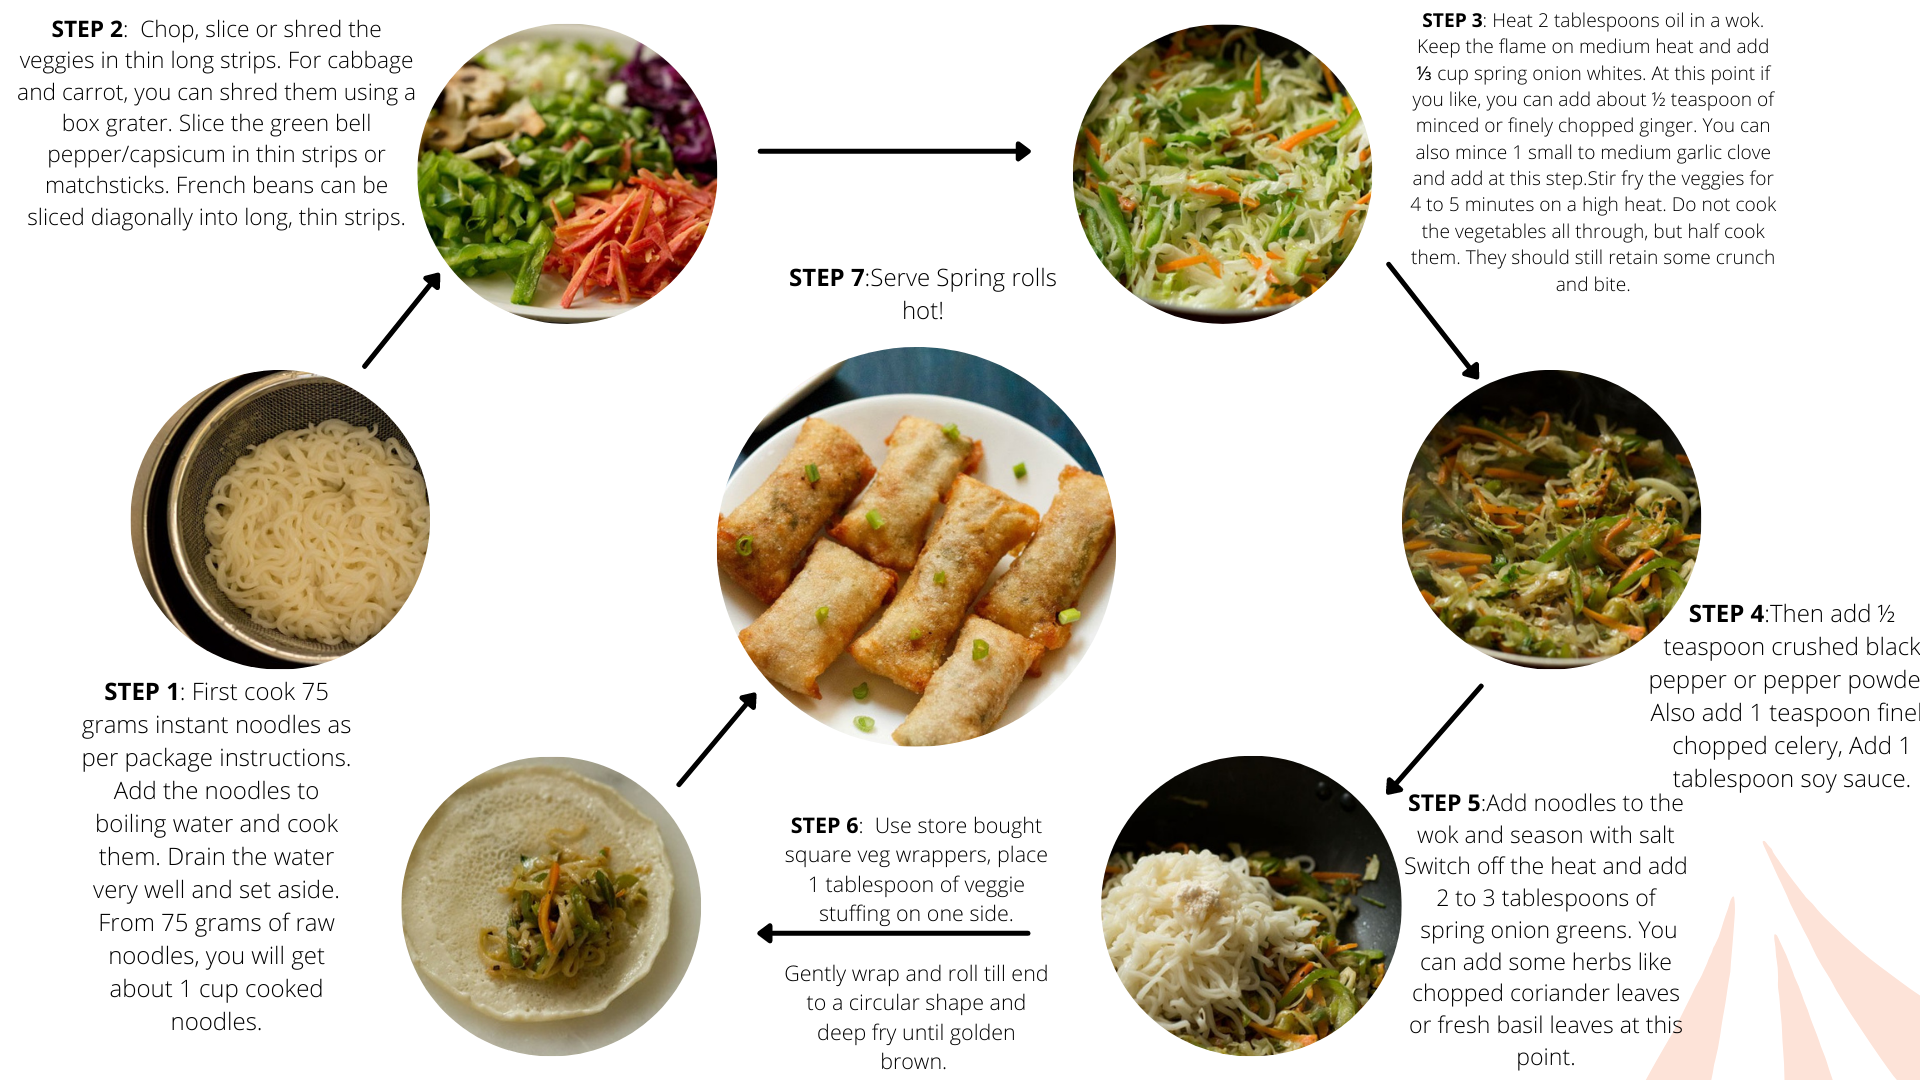 STEP 1: First cook 75
grams instant noodles as
per package instructions.
Add the noodles to
boiling water and cook
them. Drain the water
very well and set aside.
From 75 grams of raw
noodles, you will get
about 1 cup cooked
noodles.
STEP 2:  Chop, slice or shred the
veggies in thin long strips. For cabbage
and carrot, you can shred them using a
box grater. Slice the green bell
pepper/capsicum in thin strips or
matchsticks. French beans can be
sliced diagonally into long, thin strips.
STEP 3: Heat 2 tablespoons oil in a wok.
Keep the flame on medium heat and add
⅓ cup spring onion whites. At this point if
you like, you can add about ½ teaspoon of
minced or finely chopped ginger. You can
also mince 1 small to medium garlic clove
and add at this step.Stir fry the veggies for
4 to 5 minutes on a high heat. Do not cook
the vegetables all through, but half cook
them. They should still retain some crunch
and bite.
STEP 4:Then add ½
teaspoon crushed black
pepper or pepper powde
Also add 1 teaspoon finel
chopped celery, Add 1
tablespoon soy sauce.
STEP 5:Add noodles to the
wok and season with salt
Switch off the heat and add
2 to 3 tablespoons of
spring onion greens. You
can add some herbs like
chopped coriander leaves
or fresh basil leaves at this
point.
STEP 6:  Use store bought
square veg wrappers, place
1 tablespoon of veggie
stuffing on one side.
Gently wrap and roll till end
to a circular shape and
deep fry until golden
brown.
STEP 7:Serve Spring rolls
hot!